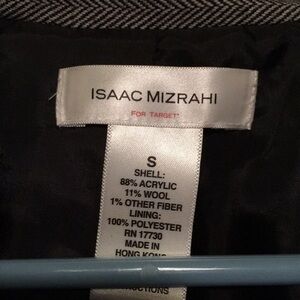 ISAAC MIZRAHI
FOR TARGET
S
SHELL:
88% ACRYLIC
11% WOOL
1% OTHER FIBER
LINING:
100% POLYESTER
RN 17730
MADE IN
HONG KONG